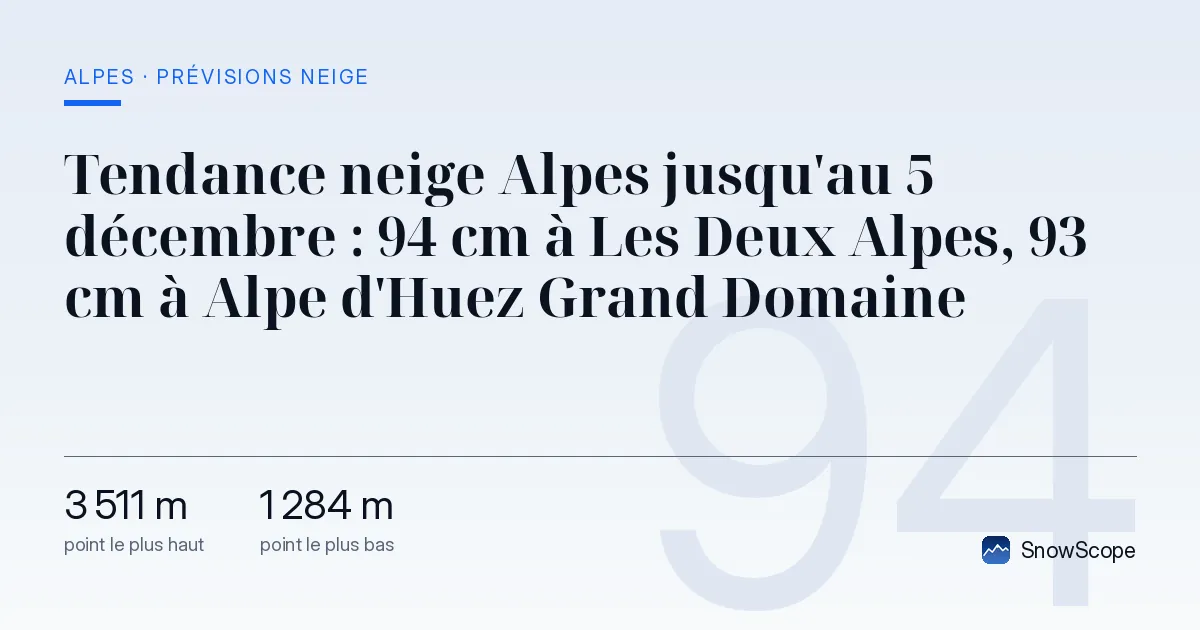 ALPES · PRÉVISIONS NEIGE
Tendance neige Alpes jusqu'au 5
décembre : 94 cm à Les Deux Alpes, 93
cm à Alpe d'Huez Grand Domaine
94
3 511 m
1 284 m
point le plus haut
point le plus bas
SnowScope